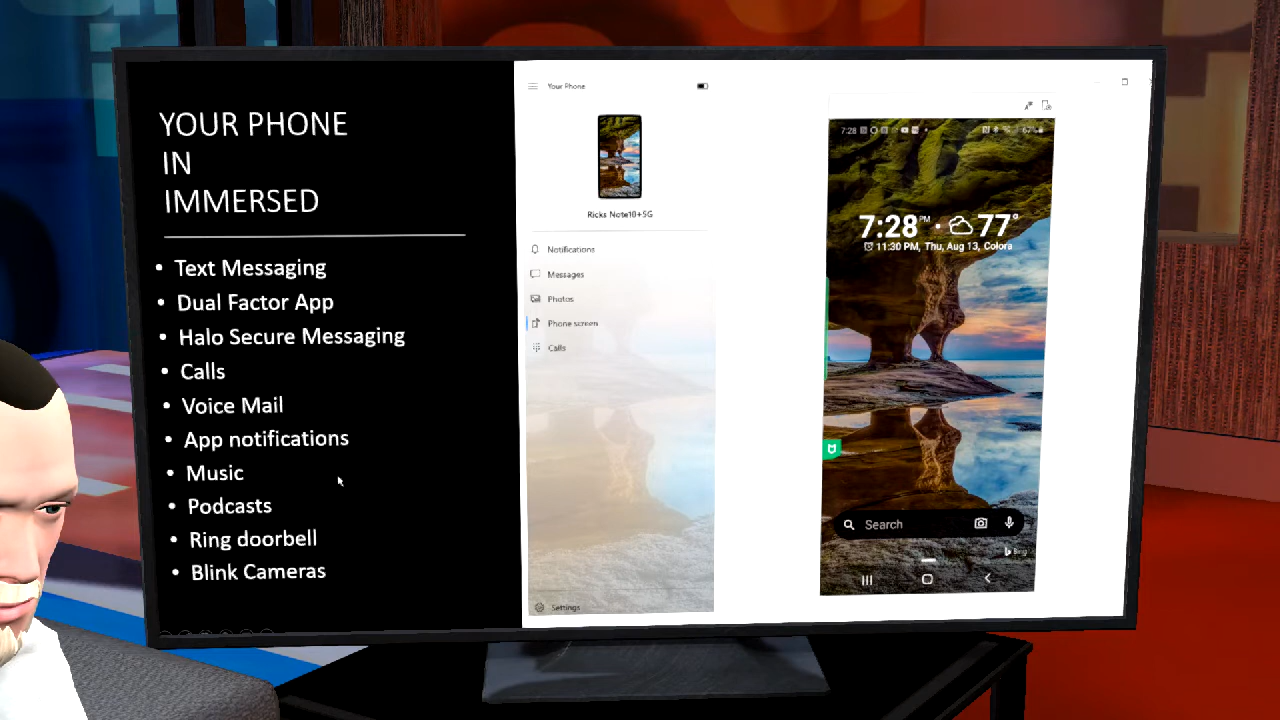 YOUR PHONE
IN
IMMERSED
• Text Messaging
• Dual Factor App
• Halo Secure Messaging
• Calls
• Voice Mail
• App notifications
• Music
• Podcasts
• Ring doorbell
• Blink Cameras
Your Phone
Ricks Note10+5G
Notifications
Messages
Photos
Phone screen
Calls
Settings
7:28 67%
7:28 PM · 77°
11:30 PM, Thu, Aug 13, Colora
Search
Bing